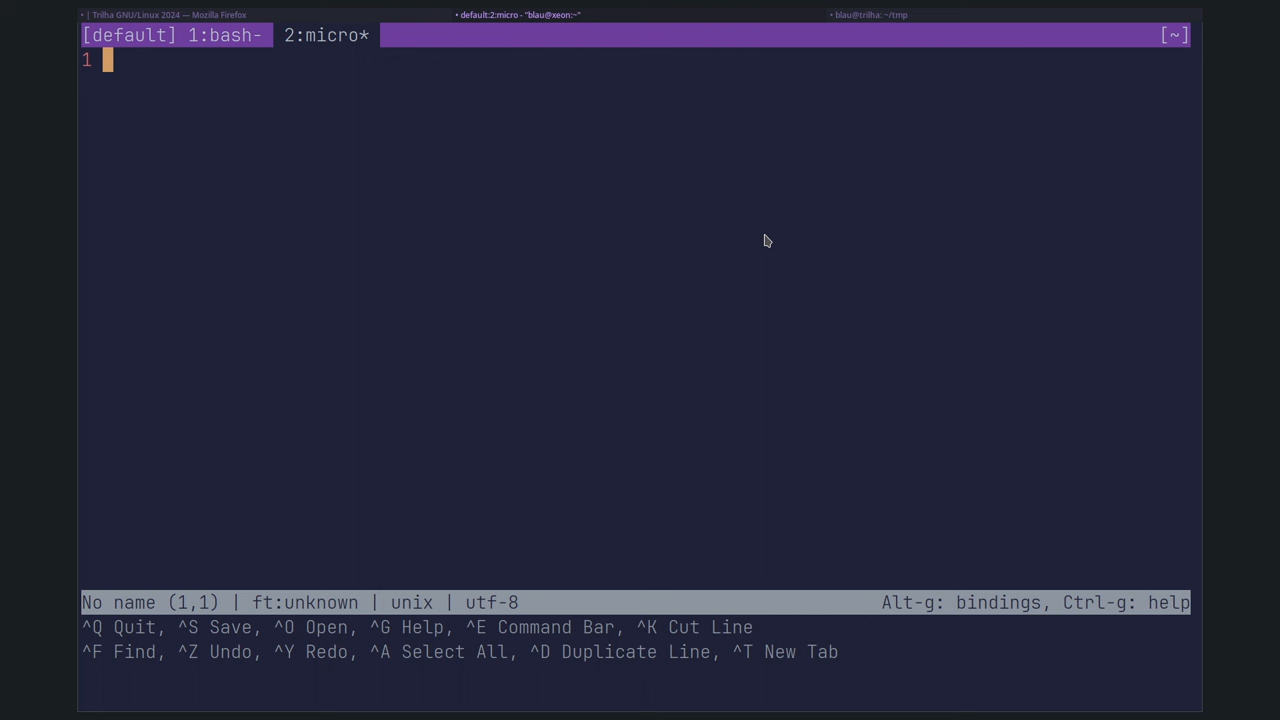 • | Trilha GNU/Linux 2024 — Mozilla Firefox • default:2:micro - "blau@xeon:~" • blau@trilha: ~/tmp
[default] 1:bash- 2:micro* [~]
1
No name (1,1) | ft:unknown | unix | utf-8 Alt-g: bindings, Ctrl-g: help
^Q Quit, ^S Save, ^O Open, ^G Help, ^E Command Bar, ^K Cut Line
^F Find, ^Z Undo, ^Y Redo, ^A Select All, ^D Duplicate Line, ^T New Tab